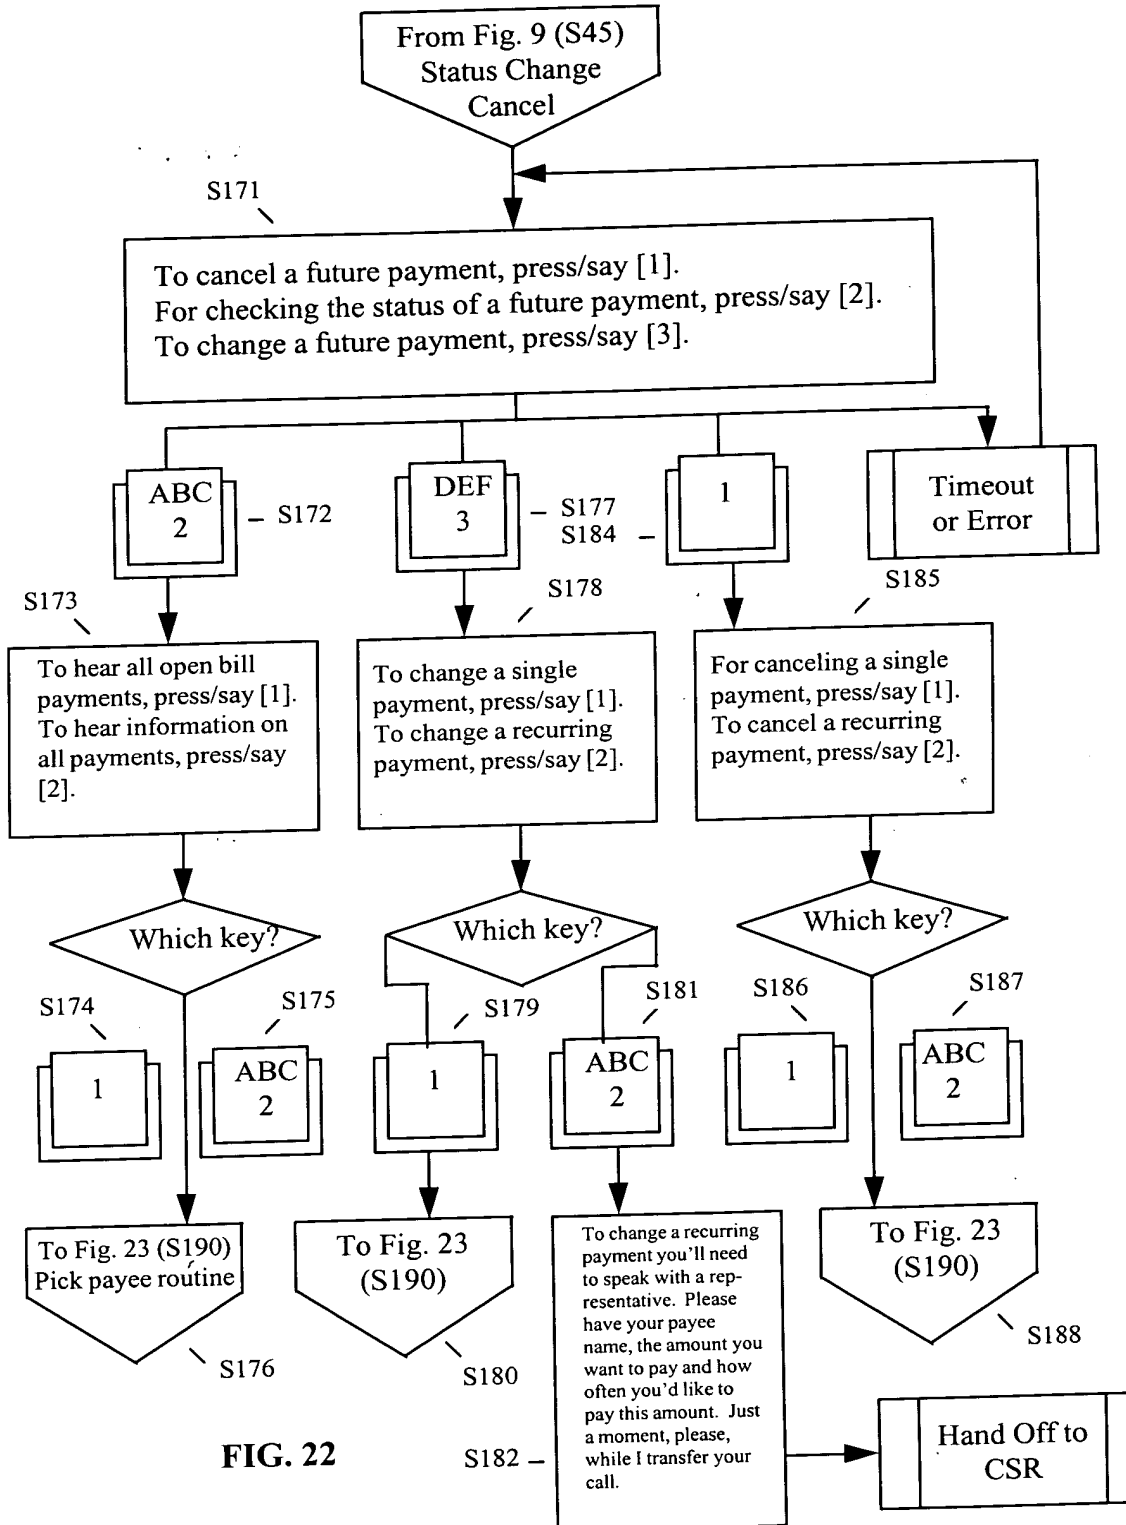 From Fig. 9 (S45)
Status Change
Cancel
S171
To cancel a future payment, press/say [1].
For checking the status of a future payment, press/say [2].
To change a future payment, press/say [3].
ABC
2
S172
DEF
3
S177
S184
1
Timeout
or Error
S173
To hear all open bill
payments, press/say [1].
To hear information on
all payments, press/say
[2].
S178
To change a single
payment, press/say [1].
To change a recurring
payment, press/say [2].
S185
For canceling a single
payment, press/say [1].
To cancel a recurring
payment, press/say [2].
Which key?
Which key?
Which key?
S174
1
S175
ABC
2
S179
1
S181
ABC
2
S186
1
S187
ABC
2
To Fig. 23 (S190)
Pick payee routine
S176
To Fig. 23
(S190)
S180
To change a recurring
payment you'll need
to speak with a rep-
resentative. Please
have your payee
name, the amount you
want to pay and how
often you'd like to
pay this amount. Just
a moment, please,
while I transfer your
call.
S182
To Fig. 23
(S190)
S188
Hand Off to
CSR
FIG. 22